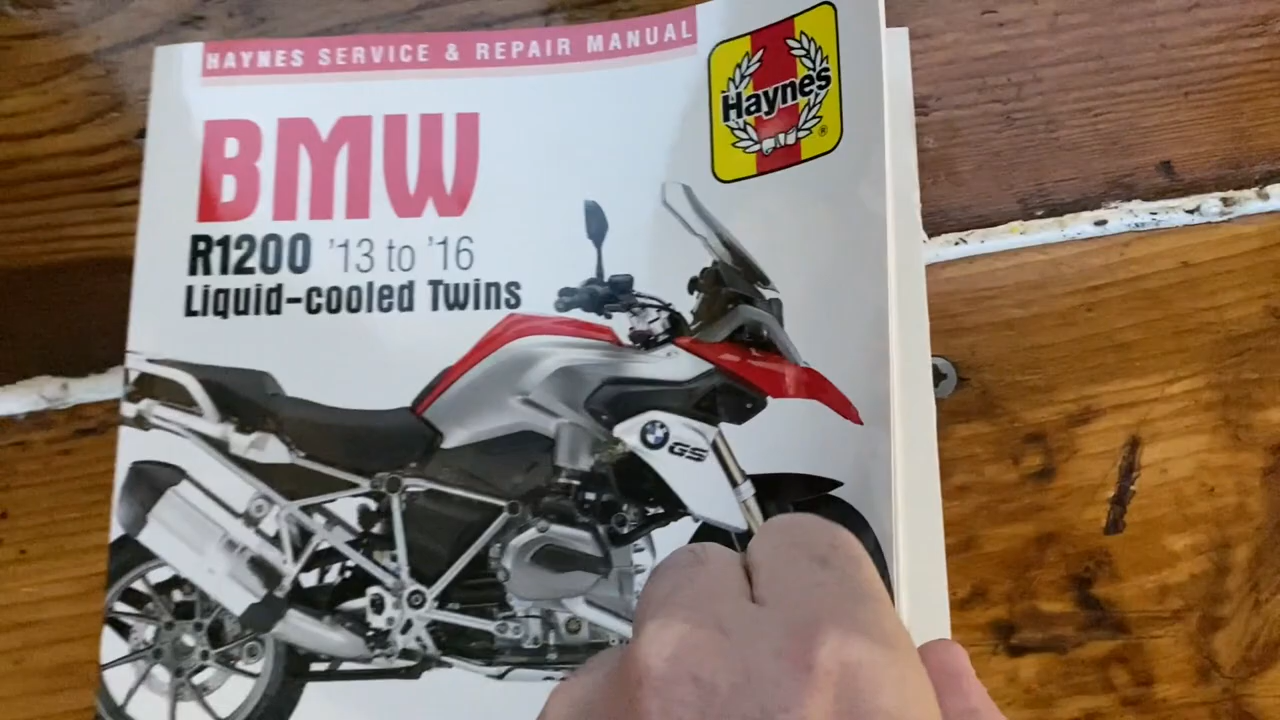 HAYNES SERVICE & REPAIR MANUAL
Haynes
®
BMW
R1200 '13 to '16
Liquid-cooled Twins
GS